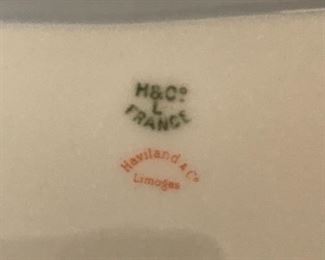 H&Cº
L
FRANCE
Haviland & Cº
Limoges